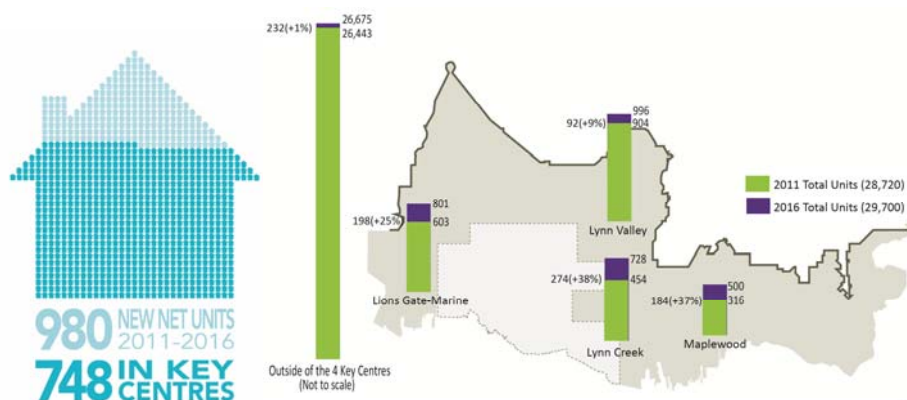 980 NEW NET UNITS
2011-2016
748 IN KEY
CENTRES
232(+1%)
26,675
26,443
Outside of the 4 Key Centres
(Not to scale)
198(+25%
801
603
Lions Gate-Marine
92(+9%)
996
904
Lynn Valley
274(+38%)
728
454
Lynn Creek
184(+37%)
500
316
Maplewood
2011 Total Units (28,720)
2016 Total Units (29,700)